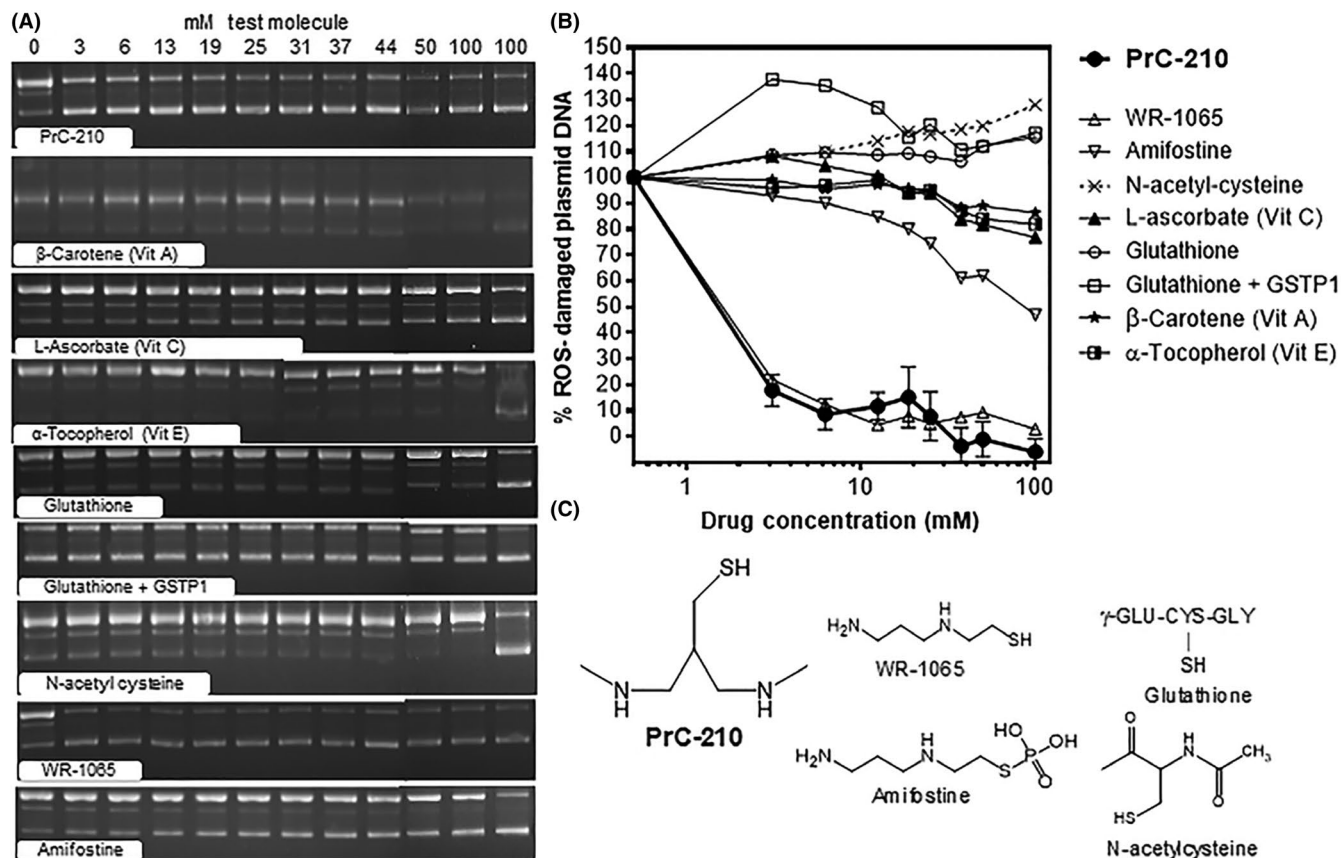 (A)
mM test molecule
0 3 6 13 19 25 31 37 44 50 100 100
PrC-210
β-Carotene (Vit A)
L-Ascorbate (Vit C)
α-Tocopherol (Vit E)
Glutathione
Glutathione + GSTP1
N-acetyl cysteine
WR-1065
Amifostine
(B)
% ROS-damaged plasmid DNA
150
140
130
120
110
100
90
80
70
60
50
40
30
20
10
0
1 10 100
Drug concentration (mM)
PrC-210
WR-1065
Amifostine
N-acetyl-cysteine
L-ascorbate (Vit C)
Glutathione
Glutathione + GSTP1
β-Carotene (Vit A)
α-Tocopherol (Vit E)
(C)
SH
N
H
N
H
PrC-210
H₂N
H
N
SH
WR-1065
γ-GLU-CYS-GLY
SH
Glutathione
H₂N
H
N
S
P
HO
O
OH
O
Amifostine
O
H
N
CH₃
O
HS
N-acetylcysteine